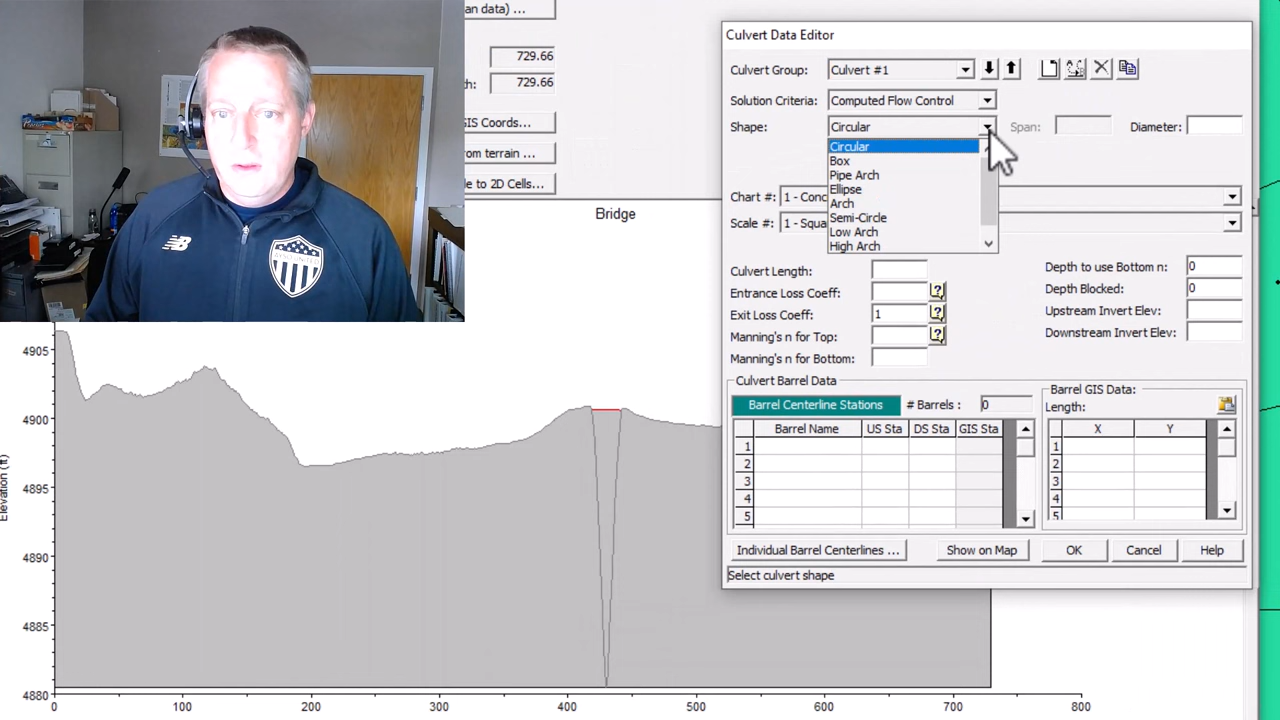 an data) ...
729.66
th: 729.66
GIS Coords...
om terrain ...
le to 2D Cells...
Bridge
Culvert Data Editor
Culvert Group: Culvert #1
Solution Criteria: Computed Flow Control
Shape: Circular Span: Diameter:
Circular
Box
Pipe Arch
Ellipse
Arch
Semi-Circle
Low Arch
High Arch
Chart #: 1 - Conc
Scale #: 1 - Squa
Culvert Length:
Entrance Loss Coeff:
Exit Loss Coeff: 1
Manning's n for Top:
Manning's n for Bottom:
Depth to use Bottom n: 0
Depth Blocked: 0
Upstream Invert Elev:
Downstream Invert Elev:
Culvert Barrel Data
Barrel Centerline Stations # Barrels : 0
Barrel Name US Sta DS Sta GIS Sta
1
2
3
4
5
Barrel GIS Data:
Length:
X Y
1
2
3
4
5
Individual Barrel Centerlines ... Show on Map OK Cancel Help
Select culvert shape
NB
Elevation (ft)
4905
4900
4895
4890
4885
4880
0 100 200 300 400 500 600 700 800